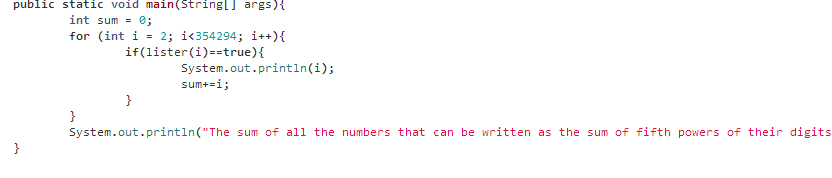 public static void main(String[] args){
int sum = 0;
for (int i = 2; i<354294; i++){
if(lister(i)==true){
System.out.println(i);
sum+=i;
}
}
System.out.println("The sum of all the numbers that can be written as the sum of fifth powers of their digits
}